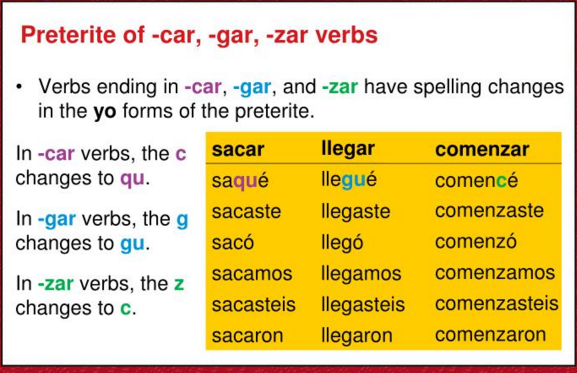 Preterite of -car, -gar, -zar verbs
• Verbs ending in -car, -gar, and -zar have spelling changes
in the yo forms of the preterite.
In -car verbs, the c
changes to qu.
In -gar verbs, the g
changes to gu.
In -zar verbs, the z
changes to c.
sacar llegar comenzar
saqué llegué comencé
sacaste llegaste comenzaste
sacó llegó comenzó
sacamos llegamos comenzamos
sacasteis llegasteis comenzasteis
sacaron llegaron comenzaron